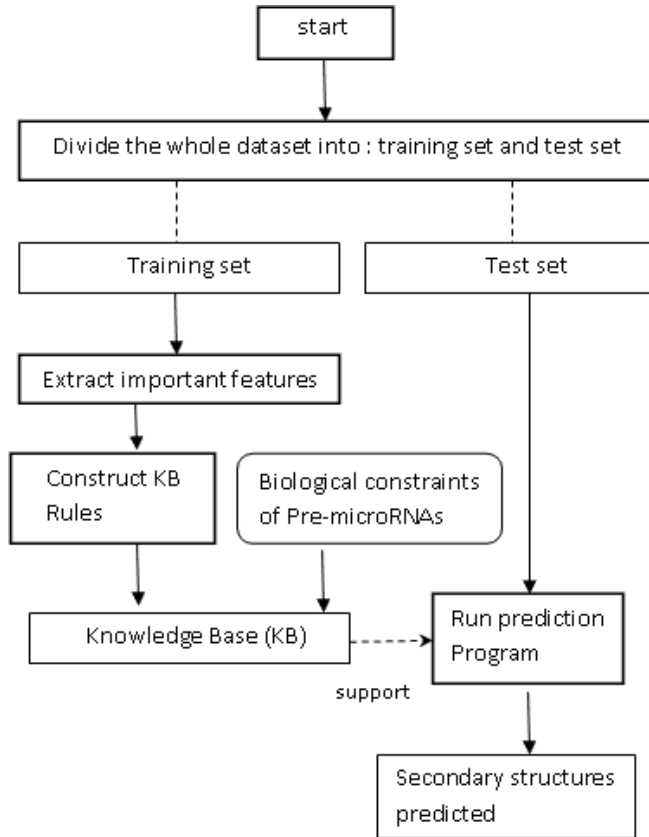 start
Divide the whole dataset into : training set and test set
Training set
Test set
Extract important features
Construct KB
Rules
Biological constraints
of Pre-microRNAs
Knowledge Base (KB)
Run prediction
Program
support
Secondary structures
predicted